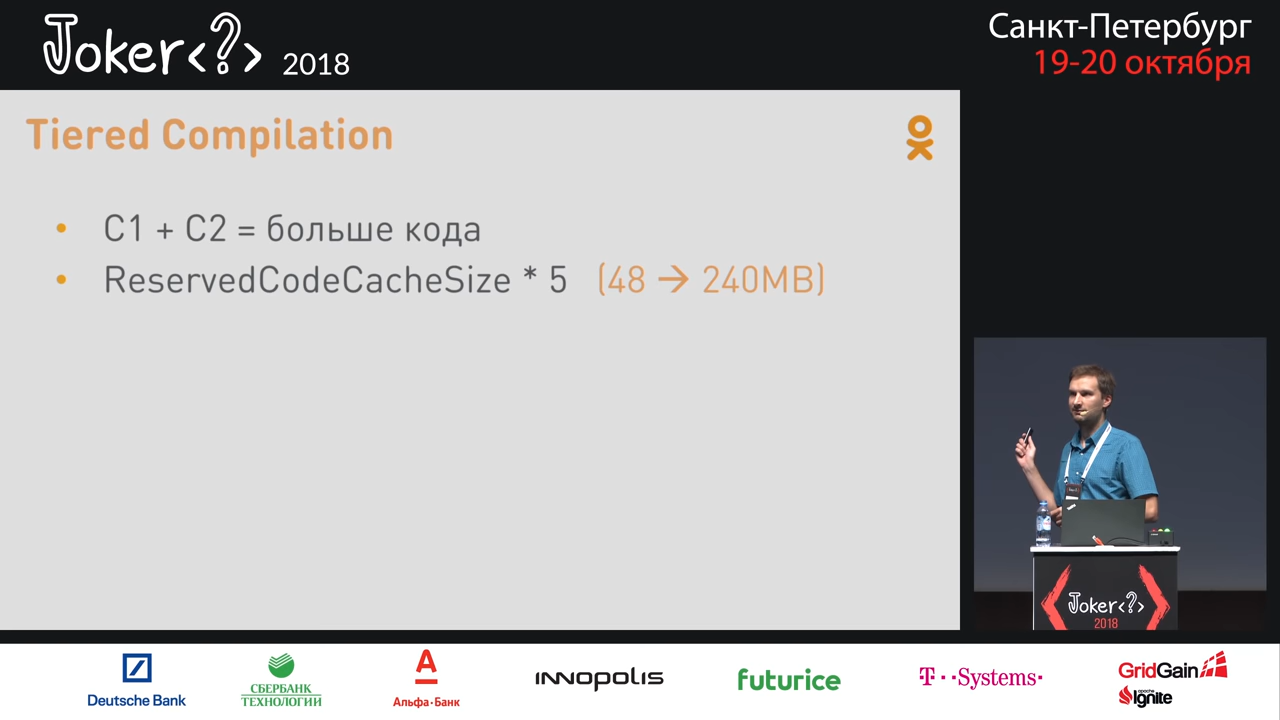 Joker<?> 2018
Санкт-Петербург
19-20 октября
Tiered Compilation
• C1 + C2 = больше кода
• ReservedCodeCacheSize * 5 (48 → 240MB)
Joker<?>
2018
Deutsche Bank
СБЕРБАНК
ТЕХНОЛОГИИ
Альфа·Банк
INNOPOLIS
futurice
T··Systems·
GridGain
APACHE
Ignite